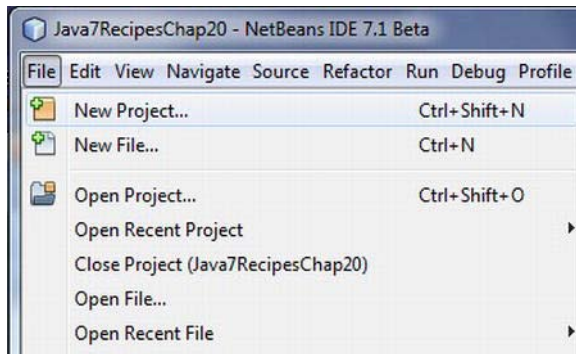 Java7RecipesChap20 - NetBeans IDE 7.1 Beta
File Edit View Navigate Source Refactor Run Debug Profile
New Project... Ctrl+Shift+N
New File... Ctrl+N
Open Project... Ctrl+Shift+O
Open Recent Project
Close Project (Java7RecipesChap20)
Open File...
Open Recent File